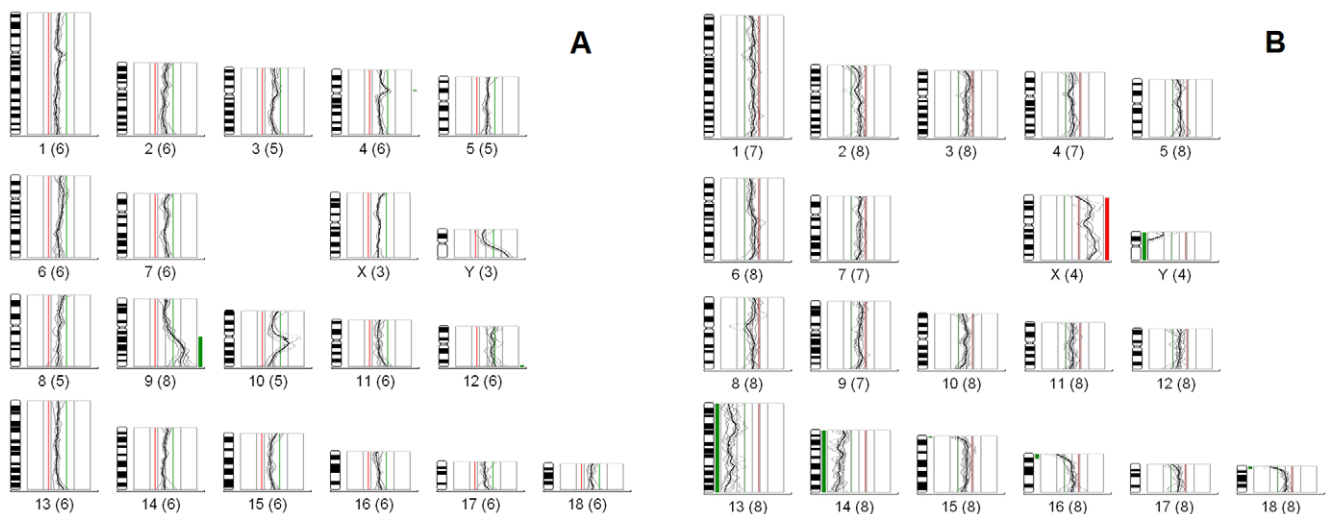 A
B
1 (6) 2 (6) 3 (5) 4 (6) 5 (5)
1 (7) 2 (8) 3 (8) 4 (7) 5 (8)
6 (6) 7 (6) X (3) Y (3)
6 (8) 7 (7) X (4) Y (4)
8 (5) 9 (8) 10 (5) 11 (6) 12 (6)
8 (8) 9 (7) 10 (8) 11 (8) 12 (8)
13 (6) 14 (6) 15 (6) 16 (6) 17 (6) 18 (6)
13 (8) 14 (8) 15 (8) 16 (8) 17 (8) 18 (8)